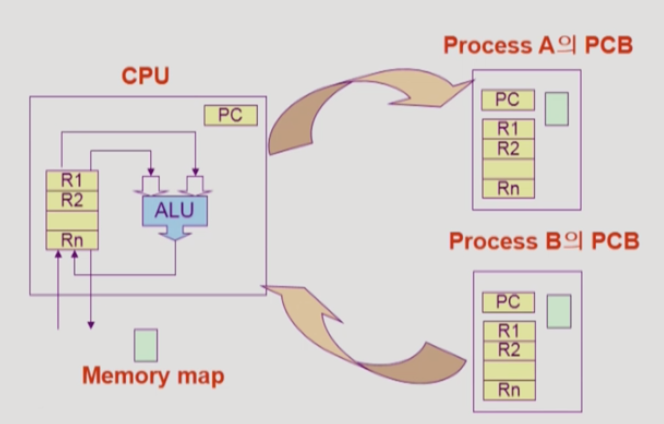 CPU
PC
R1
R2
Rn
ALU
Memory map
Process A의 PCB
PC
R1
R2
Rn
Process B의 PCB
PC
R1
R2
Rn